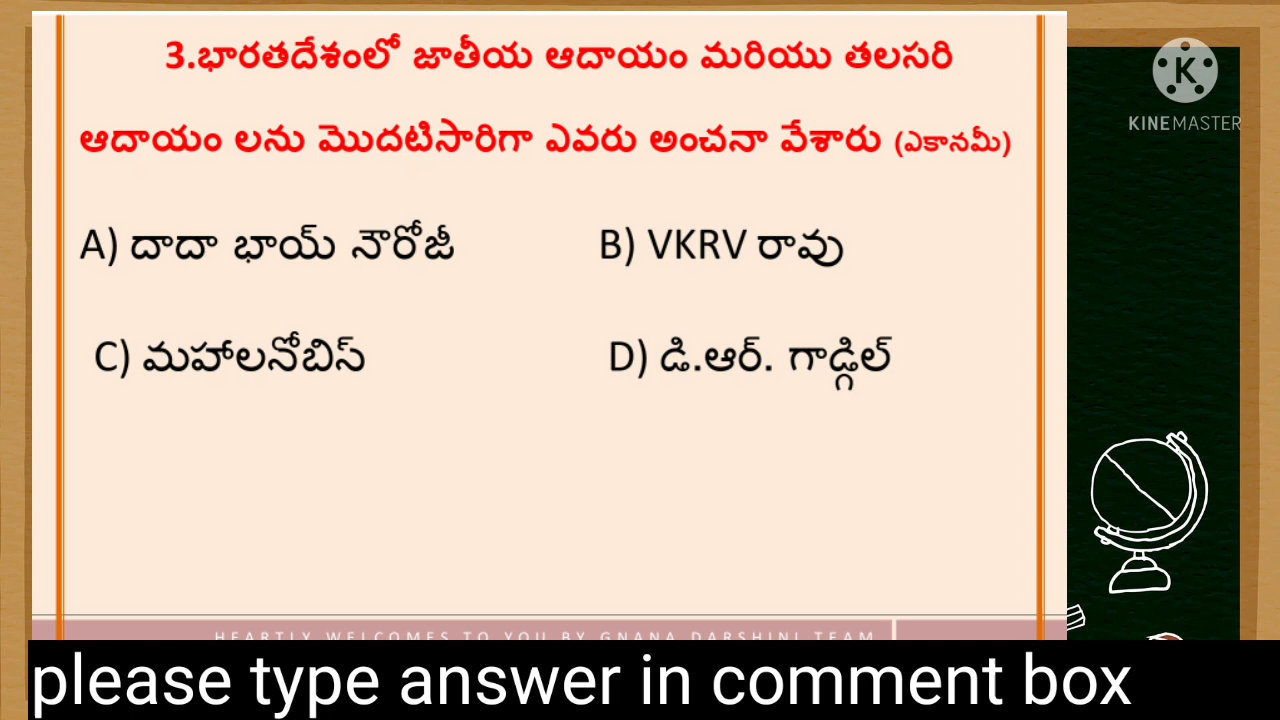 3.భారతదేశంలో జాతీయ ఆదాయం మరియు తలసరి
ఆదాయం లను మొదటిసారిగా ఎవరు అంచనా వేశారు (ఎకానమీ)
A) దాదా భాయ్ నౌరోజీ
B) VKRV రావు
C) మహాలనోబిస్
D) డి.ఆర్. గాడ్గిల్
KINEMASTER
HEARTLY WELCOMES TO YOU BY GNANA DARSHINI TEAM
please type answer in comment box